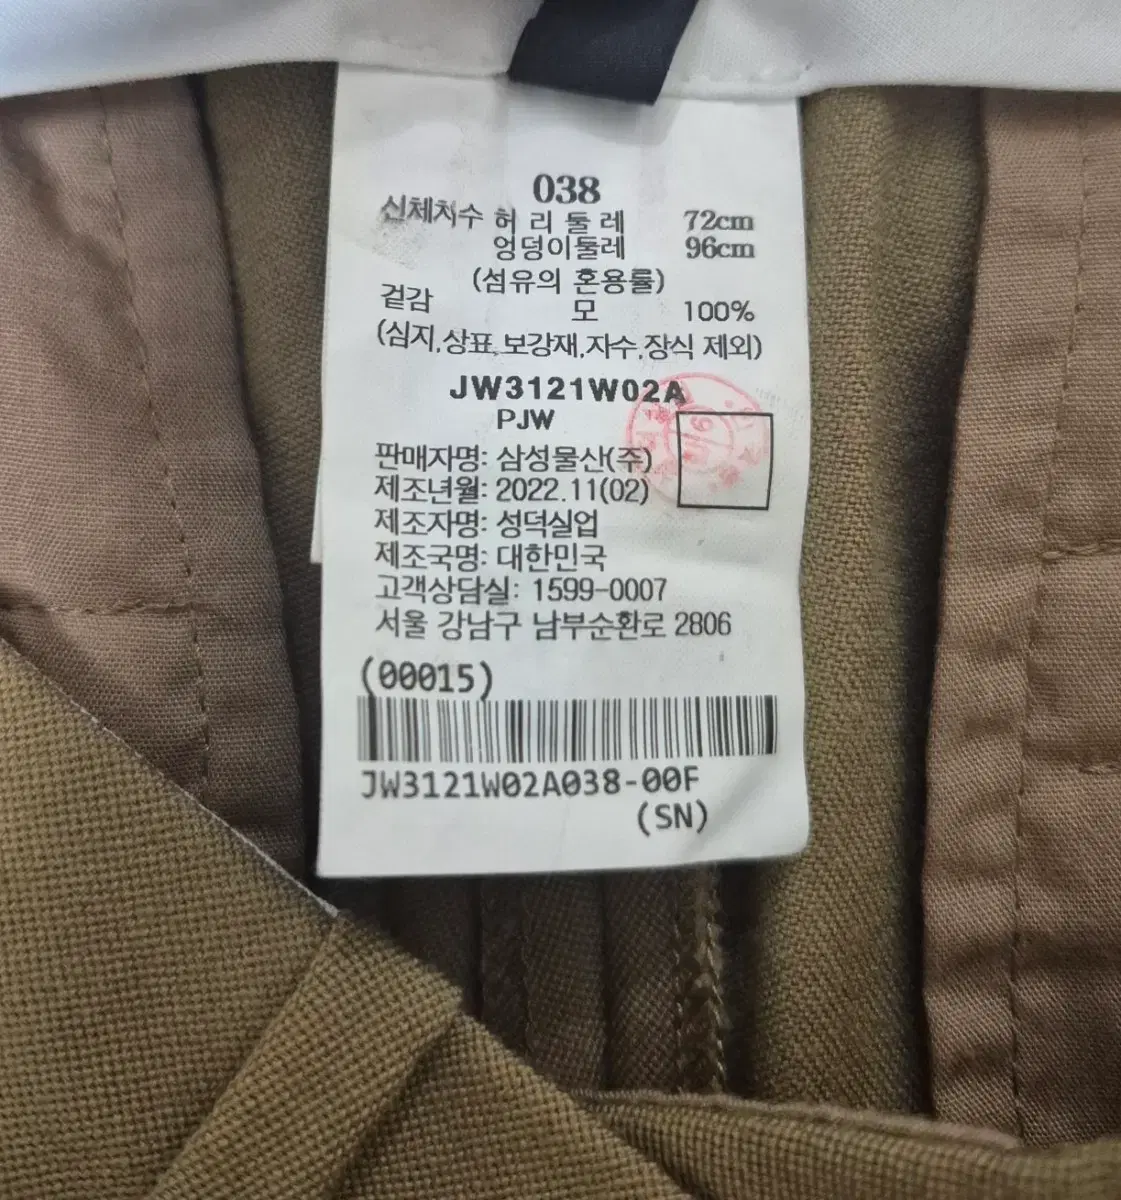 038
신체치수 허리둘레 72cm
엉덩이둘레 96cm
(섬유의 혼용률)
겉감 모 100%
(심지,상표,보강재,자수,장식 제외)
JW3121W02A
PJW
판매자명: 삼성물산(주)
제조년월: 2022.11(02)
제조자명: 성덕실업
제조국명: 대한민국
고객상담실: 1599-0007
서울 강남구 남부순환로 2806
(00015)
JW3121W02A038-00F
(SN)